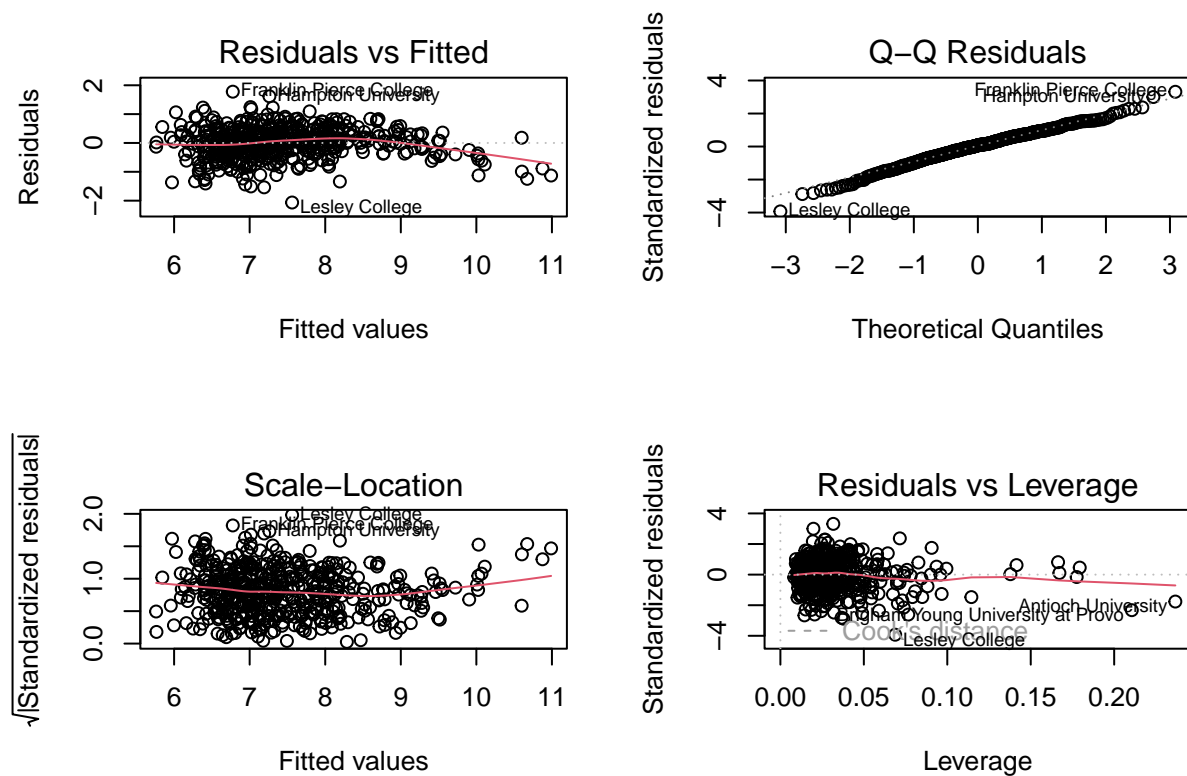 Residuals vs Fitted
Residuals
2
0
−2
Franklin Pierce College
Hampton University
Lesley College
6 7 8 9 10 11
Fitted values
Q−Q Residuals
Standardized residuals
4
0
−4
Franklin Pierce College
Hampton University
Lesley College
−3 −2 −1 0 1 2 3
Theoretical Quantiles
Scale−Location
√|Standardized residuals|
2.0
1.0
0.0
Lesley College
Franklin Pierce College
Hampton University
6 7 8 9 10 11
Fitted values
Residuals vs Leverage
Standardized residuals
4
0
−4
Antioch University
Young University at Provo
Cook's distance
Lesley College
0.00 0.05 0.10 0.15 0.20
Leverage